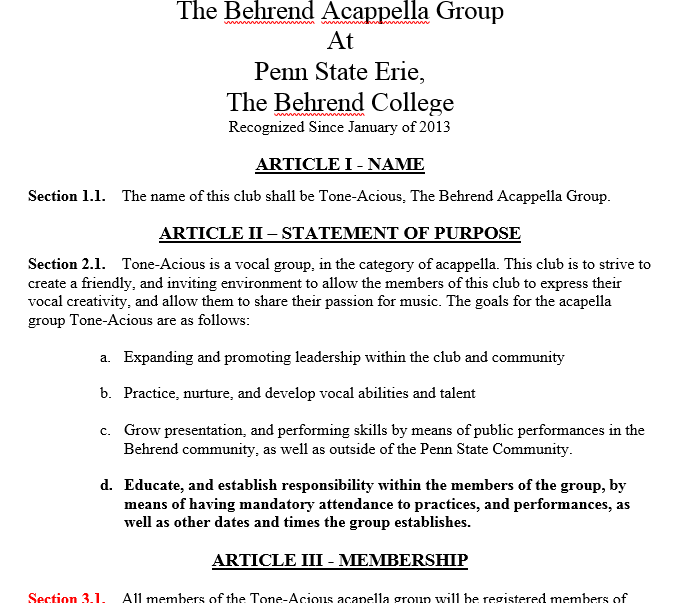 The Behrend Acappella Group
At
Penn State Erie,
The Behrend College
Recognized Since January of 2013
ARTICLE I - NAME
Section 1.1. The name of this club shall be Tone-Acious, The Behrend Acappella Group.
ARTICLE II – STATEMENT OF PURPOSE
Section 2.1. Tone-Acious is a vocal group, in the category of acappella. This club is to strive to
create a friendly, and inviting environment to allow the members of this club to express their
vocal creativity, and allow them to share their passion for music. The goals for the acapella
group Tone-Acious are as follows:
a. Expanding and promoting leadership within the club and community
b. Practice, nurture, and develop vocal abilities and talent
c. Grow presentation, and performing skills by means of public performances in the
Behrend community, as well as outside of the Penn State Community.
d. Educate, and establish responsibility within the members of the group, by
means of having mandatory attendance to practices, and performances, as
well as other dates and times the group establishes.
ARTICLE III - MEMBERSHIP
Section 3.1. All members of the Tone-Acious acapella group will be registered members of